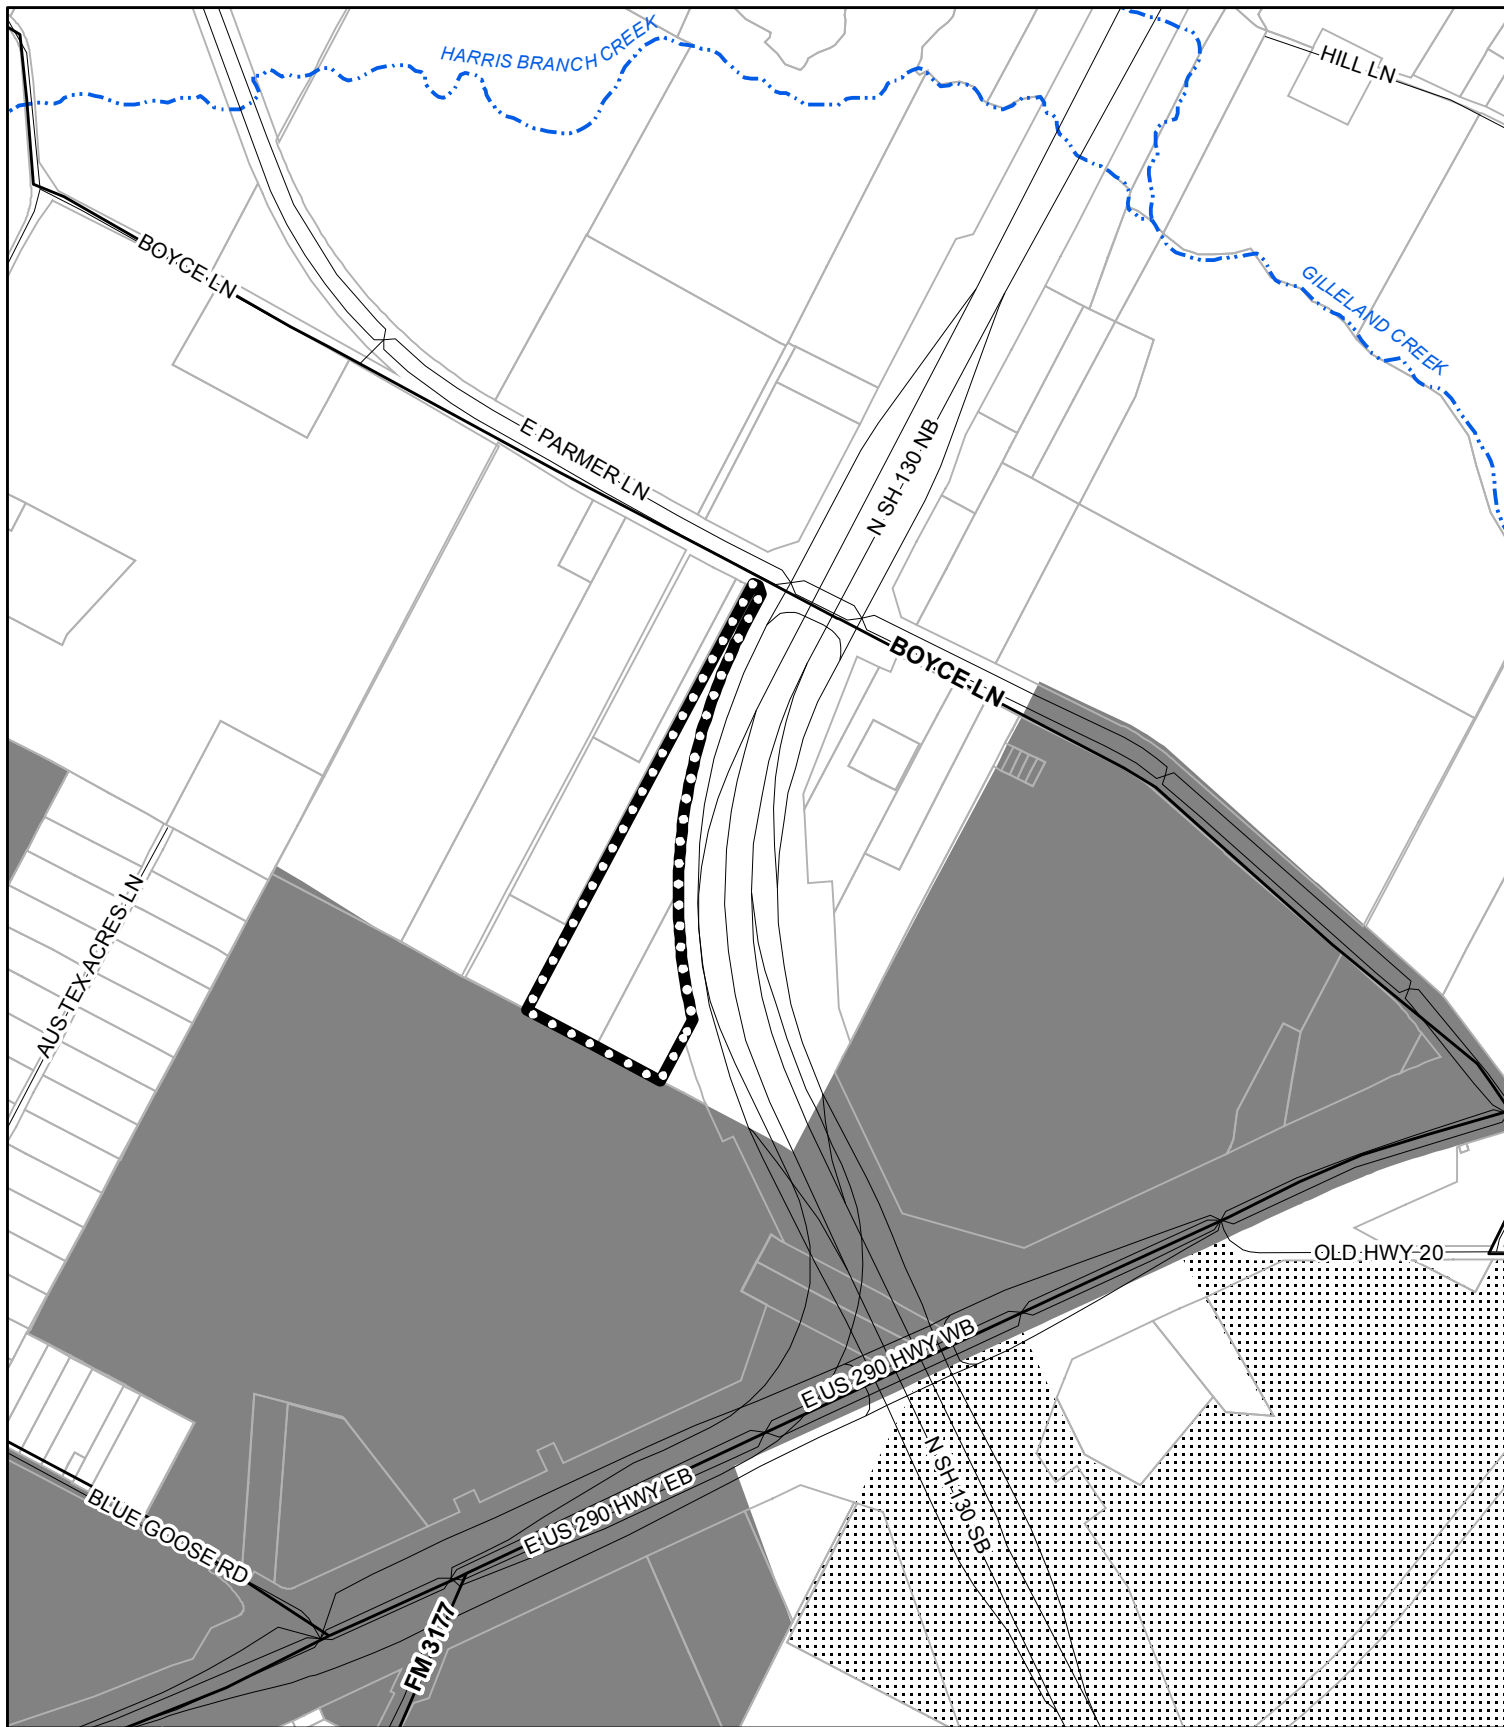 HARRIS BRANCH CREEK
HILL LN
BOYCE LN
GILLELAND CREEK
E PARMER LN
N SH-130 NB
BOYCE LN
AUS-TEX ACRES LN
OLD HWY 20
E US 290 HWY WB
E US 290 HWY EB
N SH-130 SB
BLUE GOOSE RD
FM 3177